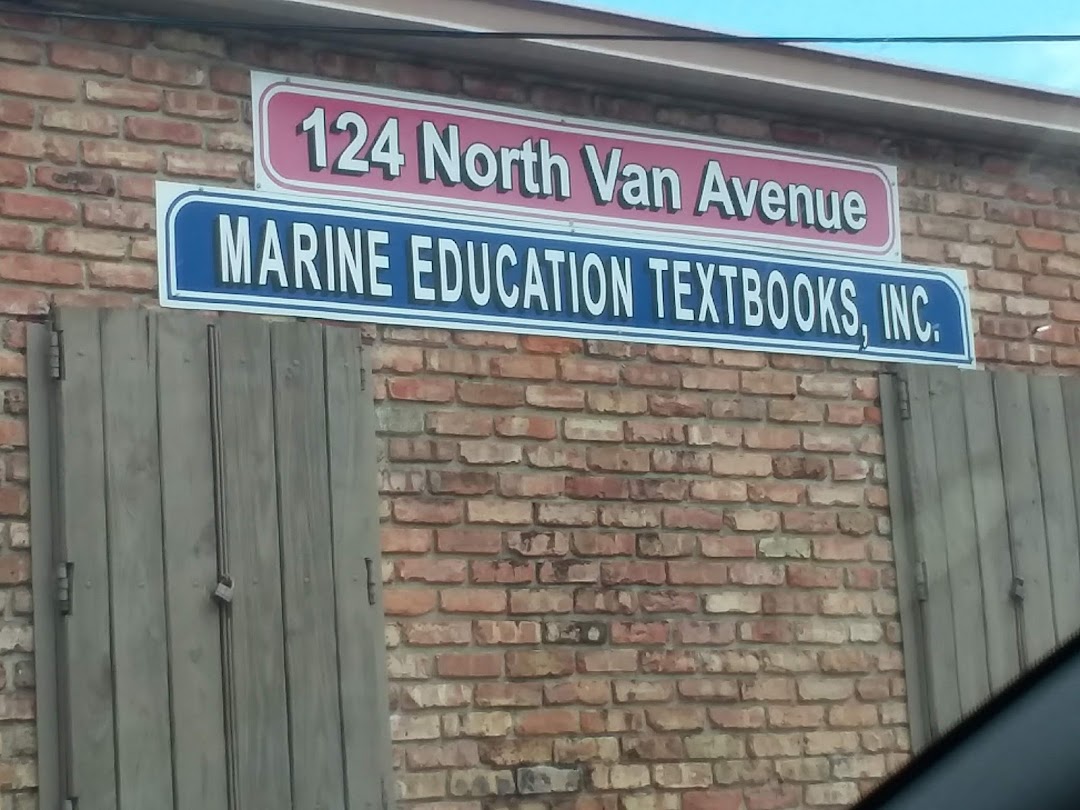 124 North Van Avenue
MARINE EDUCATION TEXTBOOKS, INC.